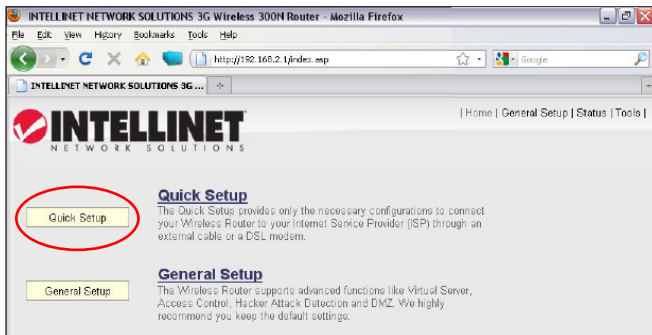 INTELLINET NETWORK SOLUTIONS 3G Wireless 300N Router - Mozilla Firefox
File Edit View History Bookmarks Tools Help
http://192.168.2.1/index.asp
Google
INTELLINET NETWORK SOLUTIONS 3G ...
INTELLINET
NETWORK SOLUTIONS
| Home | General Setup | Status | Tools |
Quick Setup
Quick Setup
The Quick Setup provides only the necessary configurations to connect
your Wireless Router to your Internet Service Provider (ISP) through an
external cable or a DSL modem.
General Setup
General Setup
The Wireless Router supports advanced functions like Virtual Server,
Access Control, Hacker Attack Detection and DMZ. We highly
recommend you keep the default settings.